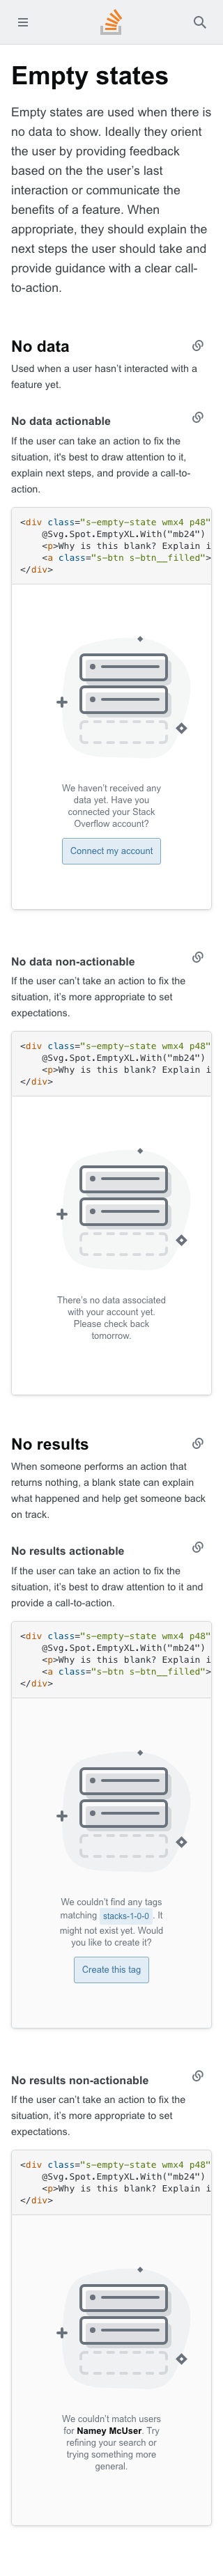 Empty states
Empty states are used when there is
no data to show. Ideally they orient
the user by providing feedback
based on the the user’s last
interaction or communicate the
benefits of a feature. When
appropriate, they should explain the
next steps the user should take and
provide guidance with a clear call-
to-action.
No data
Used when a user hasn’t interacted with a
feature yet.
No data actionable
If the user can take an action to fix the
situation, it's best to draw attention to it,
explain next steps, and provide a call-to-
action.
<div class="s-empty-state wmx4 p48"
@Svg.Spot.EmptyXL.With("mb24")
<p>Why is this blank? Explain i
<a class="s-btn s-btn__filled">
</div>
We haven’t received any
data yet. Have you
connected your Stack
Overflow account?
Connect my account
No data non-actionable
If the user can’t take an action to fix the
situation, it’s more appropriate to set
expectations.
<div class="s-empty-state wmx4 p48"
@Svg.Spot.EmptyXL.With("mb24")
<p>Why is this blank? Explain i
</div>
There’s no data associated
with your account yet.
Please check back
tomorrow.
No results
When someone performs an action that
returns nothing, a blank state can explain
what happened and help get someone back
on track.
No results actionable
If the user can take an action to fix the
situation, it’s best to draw attention to it and
provide a call-to-action.
<div class="s-empty-state wmx4 p48"
@Svg.Spot.EmptyXL.With("mb24")
<p>Why is this blank? Explain i
<a class="s-btn s-btn__filled">
</div>
We couldn’t find any tags
matching stacks-1-0-0 . It
might not exist yet. Would
you like to create it?
Create this tag
No results non-actionable
If the user can’t take an action to fix the
situation, it’s more appropriate to set
expectations.
<div class="s-empty-state wmx4 p48"
@Svg.Spot.EmptyXL.With("mb24")
<p>Why is this blank? Explain i
</div>
We couldn’t match users
for Namey McUser. Try
refining your search or
trying something more
general.